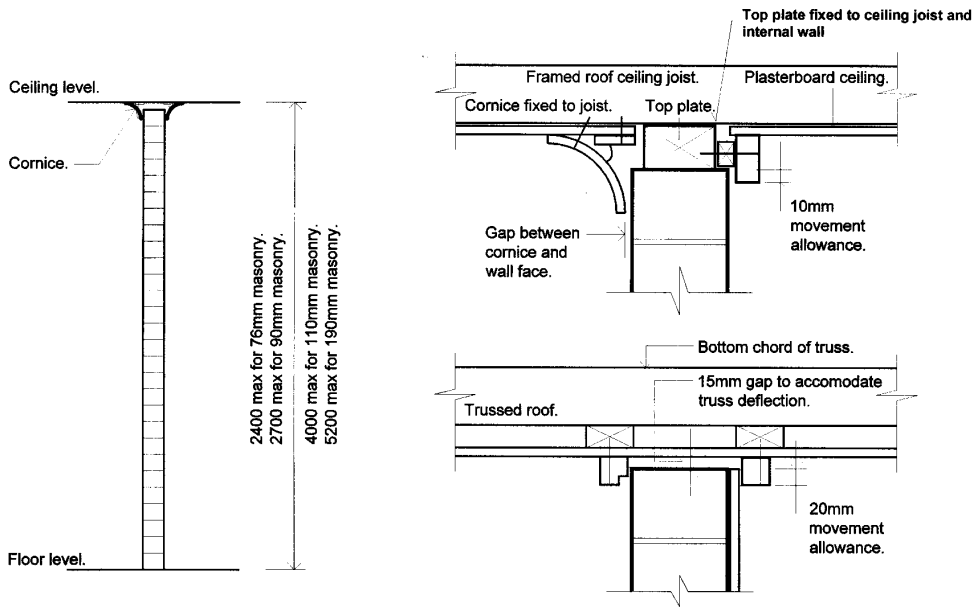 Ceiling level.
Cornice.
Floor level.
2400 max for 76mm masonry.
2700 max for 90mm masonry.
4000 max for 110mm masonry.
5200 max for 190mm masonry.
Top plate fixed to ceiling joist and
internal wall
Framed roof ceiling joist.
Plasterboard ceiling.
Cornice fixed to joist.
Top plate.
10mm
movement
allowance.
Gap between
cornice and
wall face.
Bottom chord of truss.
15mm gap to accomodate
truss deflection.
Trussed roof.
20mm
movement
allowance.